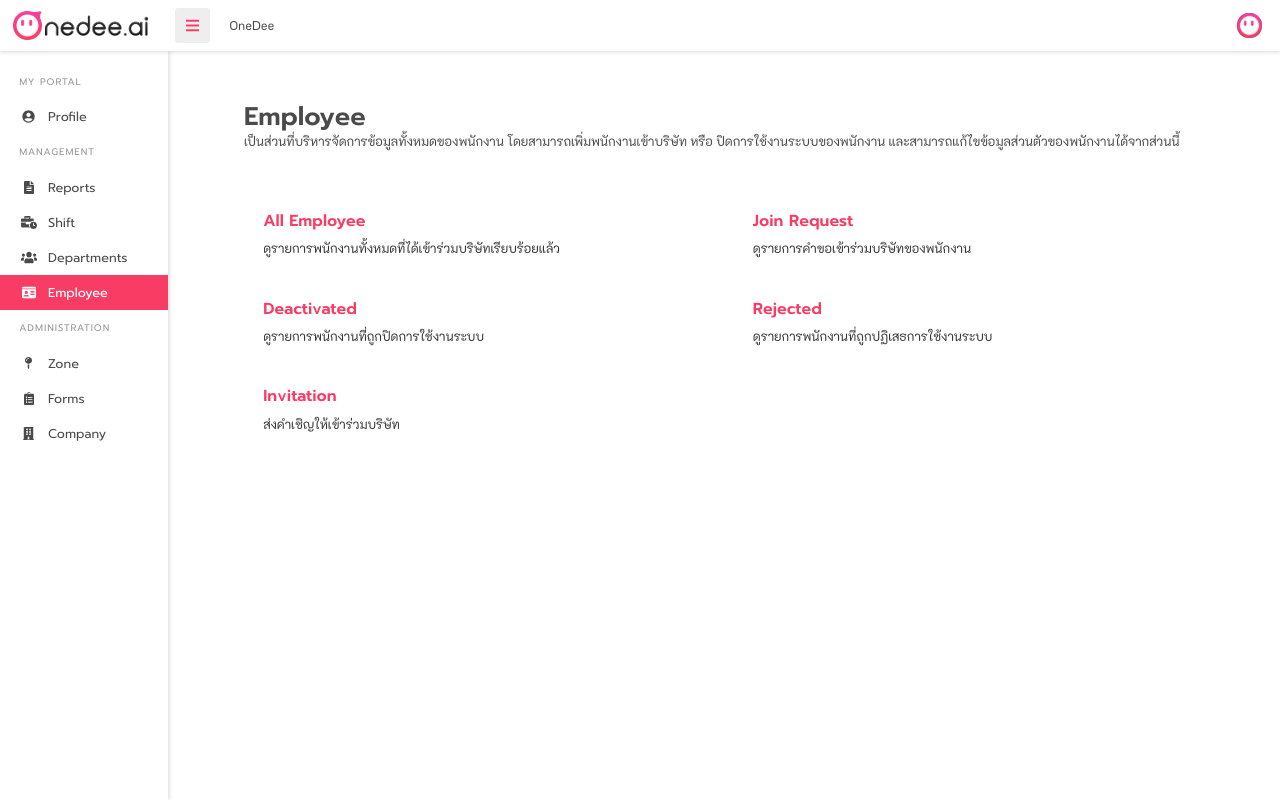 nedee.ai
OneDee
MY PORTAL
Profile
MANAGEMENT
Reports
Shift
Departments
Employee
ADMINISTRATION
Zone
Forms
Company
Employee
เป็นส่วนที่บริหารจัดการข้อมูลทั้งหมดของพนักงาน โดยสามารถเพิ่มพนักงานเข้าบริษัท หรือ ปิดการใช้งานระบบของพนักงาน และสามารถแก้ไขข้อมูลส่วนตัวของพนักงานได้จากส่วนนี้
All Employee
ดูรายการพนักงานทั้งหมดที่ได้เข้าร่วมบริษัทเรียบร้อยแล้ว
Join Request
ดูรายการคำขอเข้าร่วมบริษัทของพนักงาน
Deactivated
ดูรายการพนักงานที่ถูกปิดการใช้งานระบบ
Rejected
ดูรายการพนักงานที่ถูกปฏิเสธการใช้งานระบบ
Invitation
ส่งคำเชิญให้เข้าร่วมบริษัท